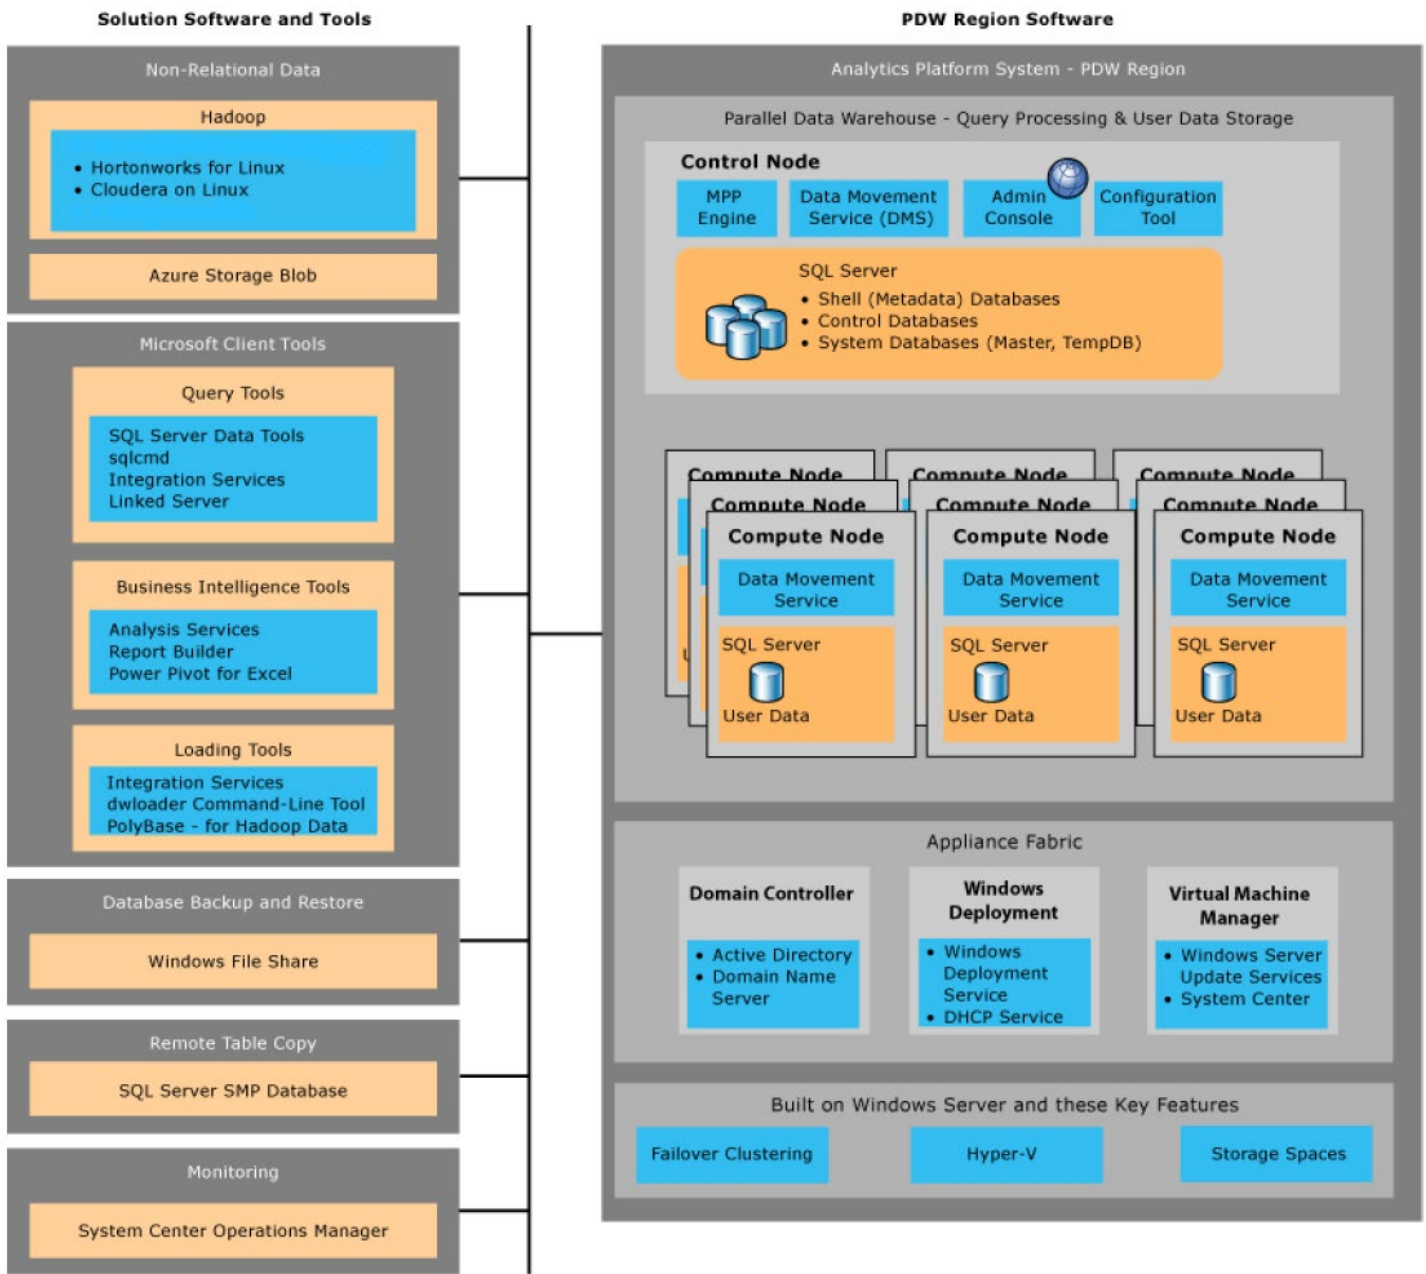 Solution Software and Tools
Non-Relational Data
Hadoop
• Hortonworks for Linux
• Cloudera on Linux
Azure Storage Blob
Microsoft Client Tools
Query Tools
SQL Server Data Tools
sqlcmd
Integration Services
Linked Server
Business Intelligence Tools
Analysis Services
Report Builder
Power Pivot for Excel
Loading Tools
Integration Services
dwloader Command-Line Tool
PolyBase - for Hadoop Data
Database Backup and Restore
Windows File Share
Remote Table Copy
SQL Server SMP Database
Monitoring
System Center Operations Manager
PDW Region Software
Analytics Platform System - PDW Region
Parallel Data Warehouse - Query Processing & User Data Storage
Control Node
MPP
Engine
Data Movement
Service (DMS)
Admin
Console
Configuration
Tool
SQL Server
• Shell (Metadata) Databases
• Control Databases
• System Databases (Master, TempDB)
Compute Node
Compute Node
Compute Node
Data Movement
Service
SQL Server
User Data
Compute Node
Compute Node
Compute Node
Data Movement
Service
SQL Server
User Data
Compute Node
Compute Node
Compute Node
Data Movement
Service
SQL Server
User Data
Appliance Fabric
Domain Controller
• Active Directory
• Domain Name
Server
Windows
Deployment
• Windows
Deployment
Service
• DHCP Service
Virtual Machine
Manager
• Windows Server
Update Services
• System Center
Built on Windows Server and these Key Features
Failover Clustering
Hyper-V
Storage Spaces